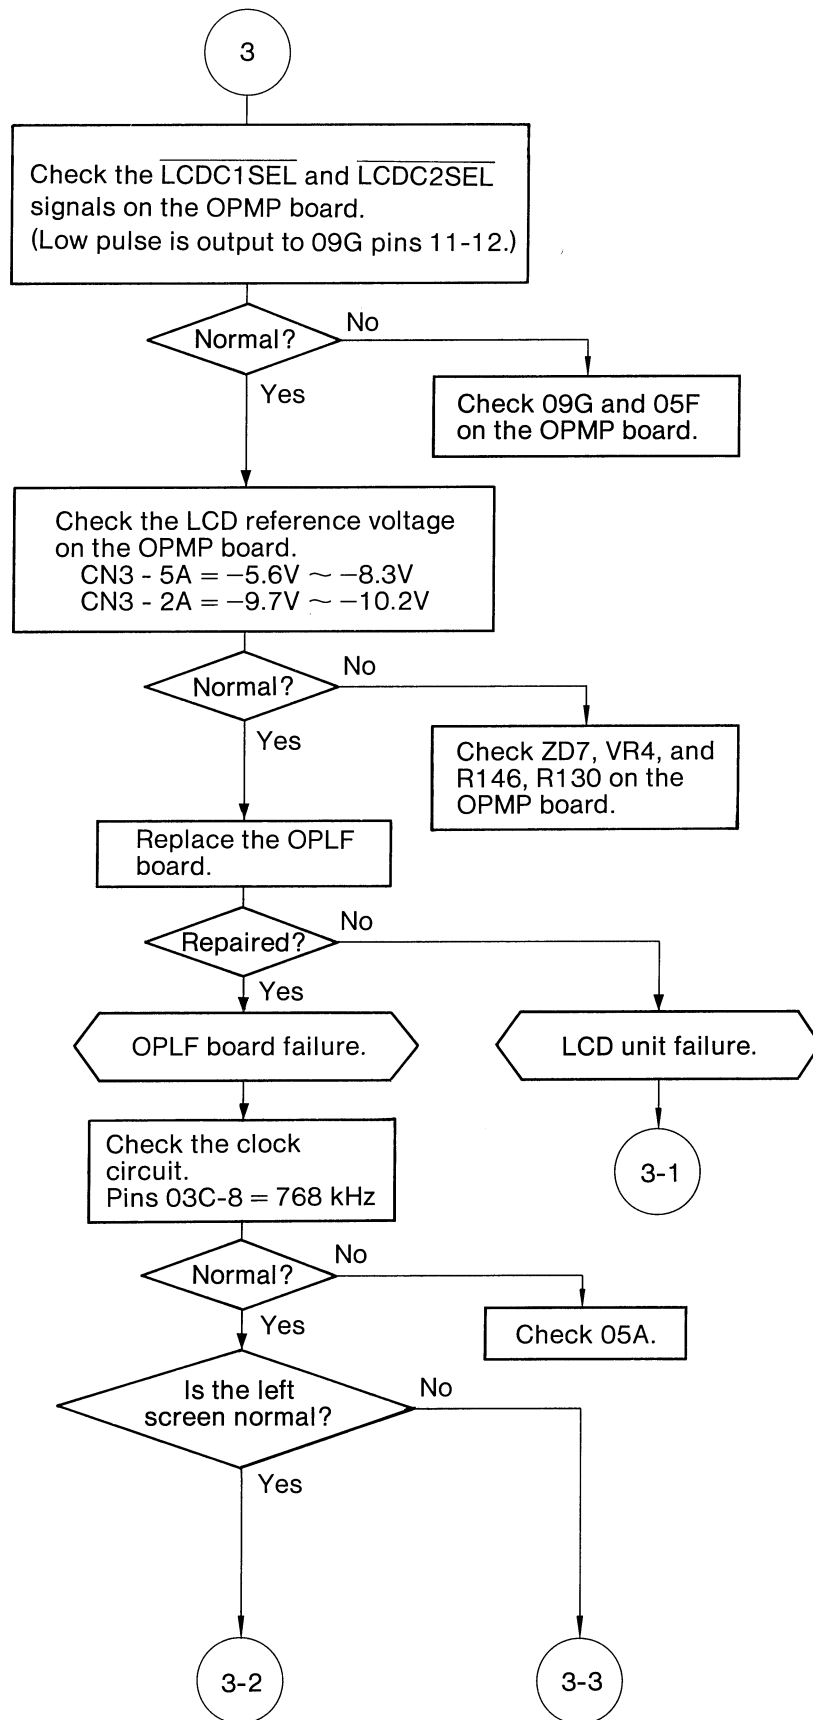 3
Check the LCDC1SEL and LCDC2SEL
signals on the OPMP board.
(Low pulse is output to 09G pins 11-12.)
Normal?
No
Yes
Check 09G and 05F
on the OPMP board.
Check the LCD reference voltage
on the OPMP board.
CN3 - 5A = −5.6V ~ −8.3V
CN3 - 2A = −9.7V ~ −10.2V
Normal?
No
Yes
Check ZD7, VR4, and
R146, R130 on the
OPMP board.
Replace the OPLF
board.
Repaired?
No
Yes
OPLF board failure.
LCD unit failure.
Check the clock
circuit.
Pins 03C-8 = 768 kHz
3-1
Normal?
No
Yes
Check 05A.
Is the left
screen normal?
No
Yes
3-2
3-3